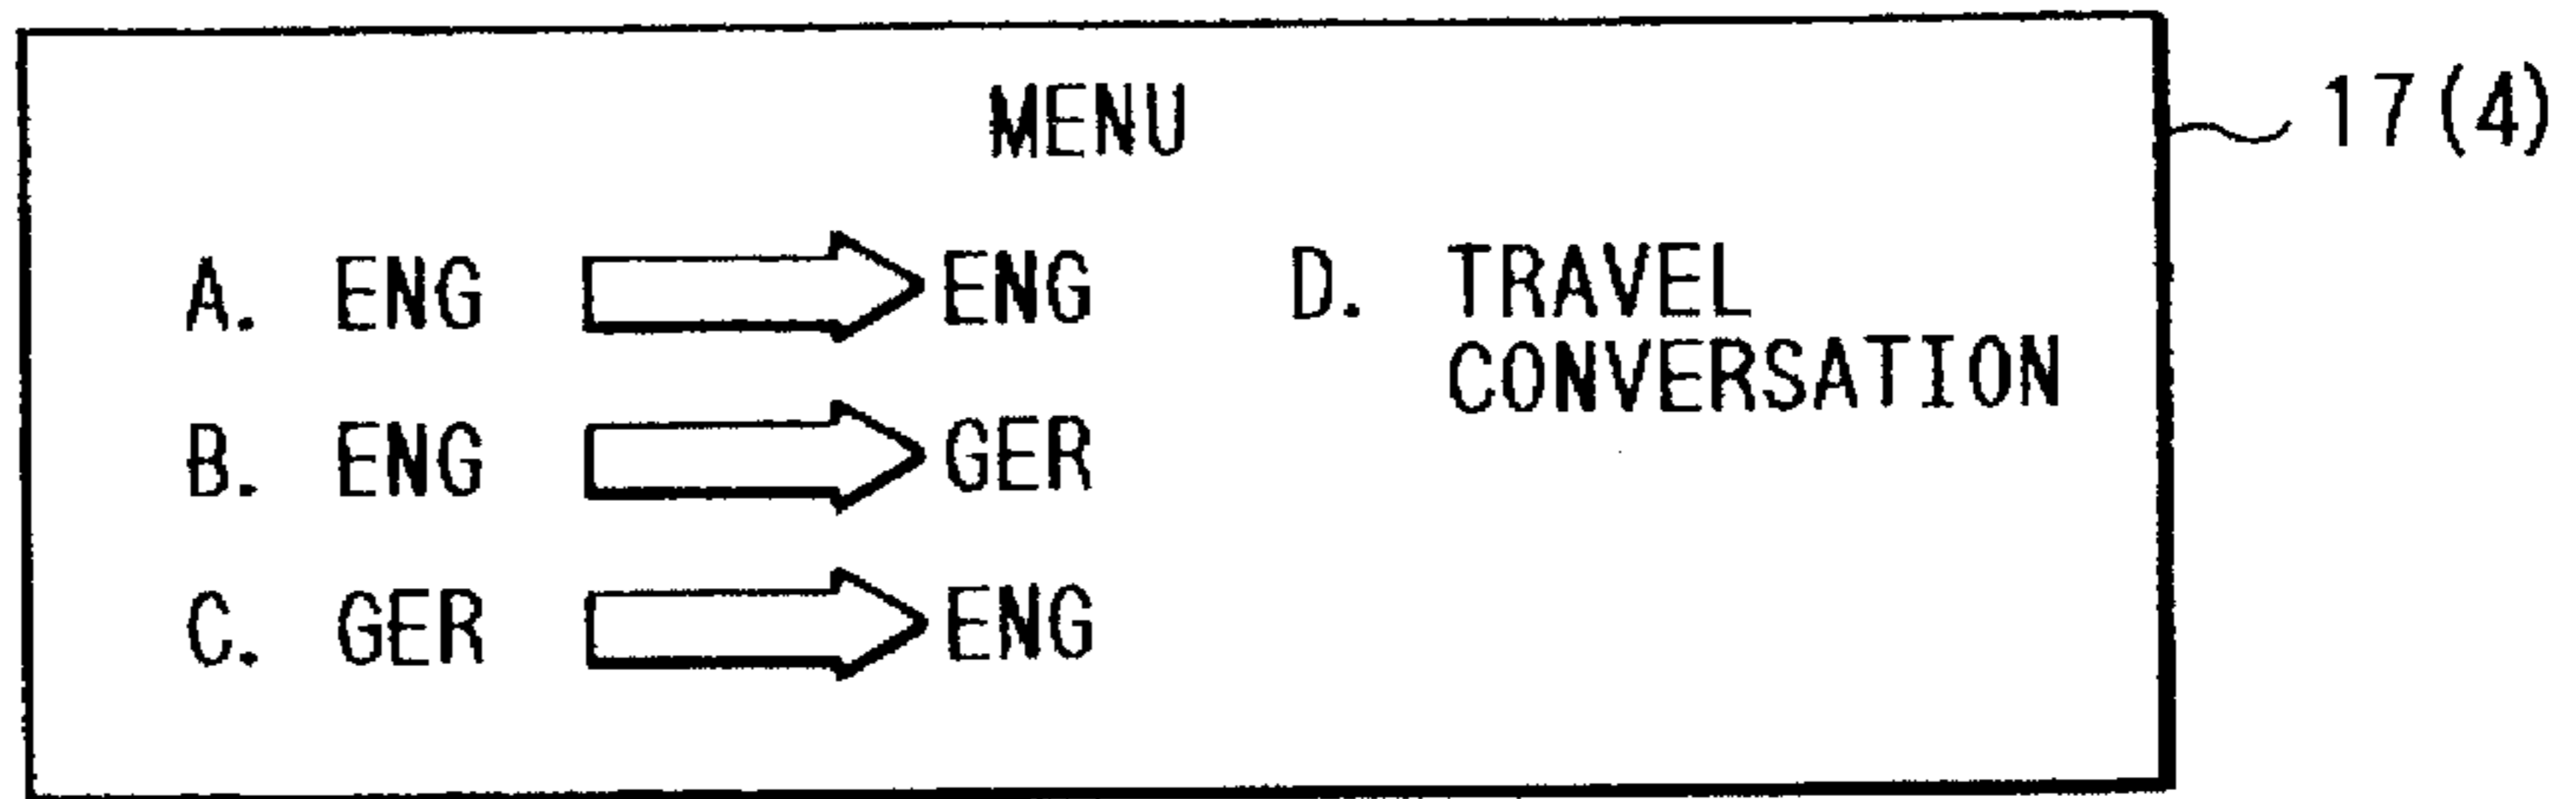 MENU
17(4)
A. ENG ENG
B. ENG GER
C. GER ENG
D. TRAVEL
CONVERSATION